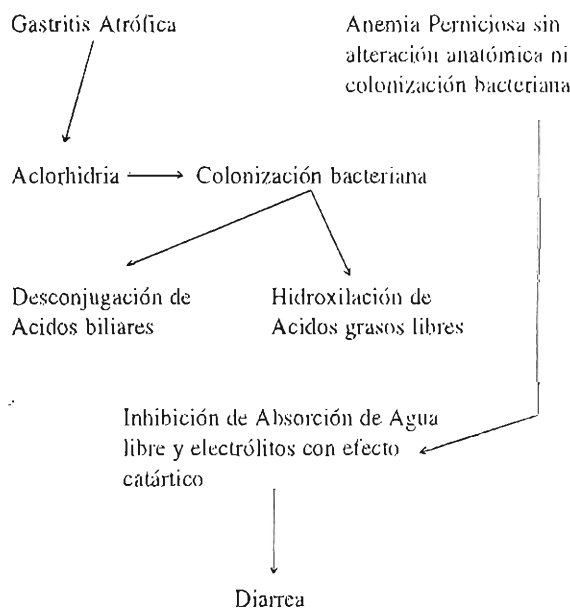 Gastritis Atrófica
Anemia Perniciosa sin
alteración anatómica ni
colonización bacteriana
Aclorhidria
Colonización bacteriana
Desconjugación de
Acidos biliares
Hidroxilación de
Acidos grasos libres
Inhibición de Absorción de Agua
libre y electrólitos con efecto
catártico
Diarrea